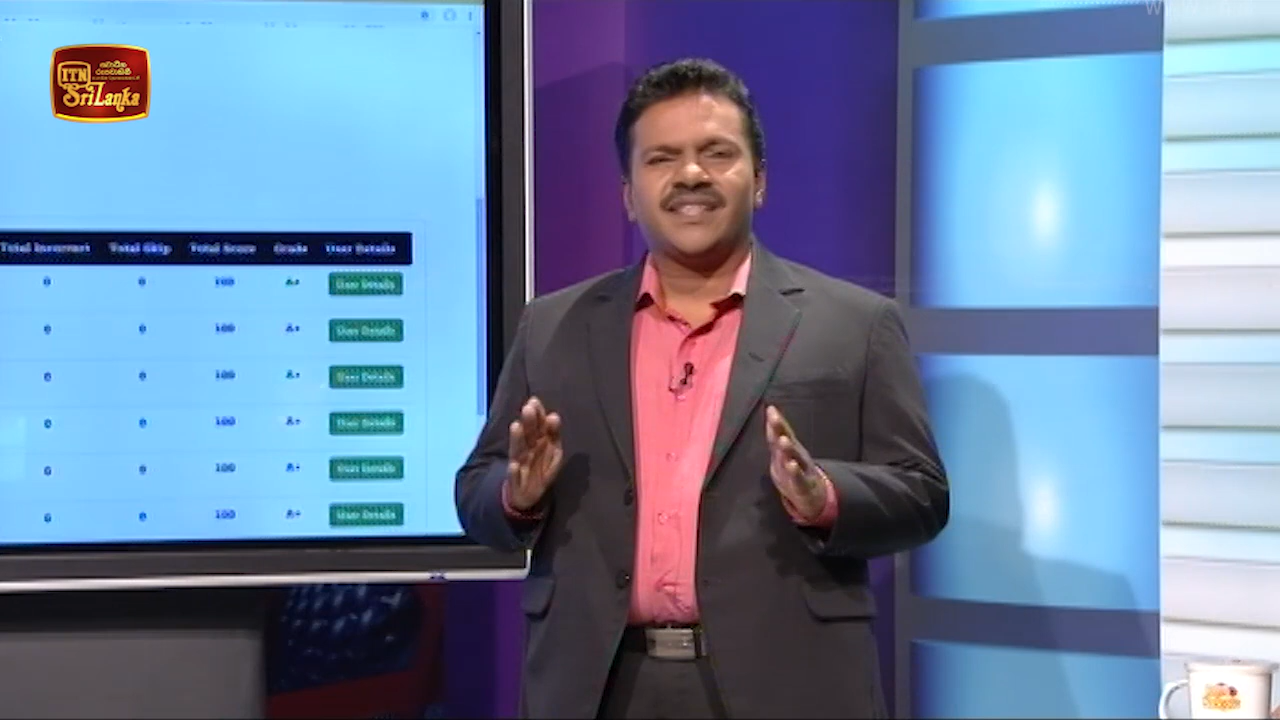 ITN
Sri Lanka
Total Incorrect Total Skip Total Score Grade User Details
0 0 100 A+ User Details
0 0 100 A+ User Details
0 0 100 A+ User Details
0 0 100 A+ User Details
0 0 100 A+ User Details
0 0 100 A+ User Details